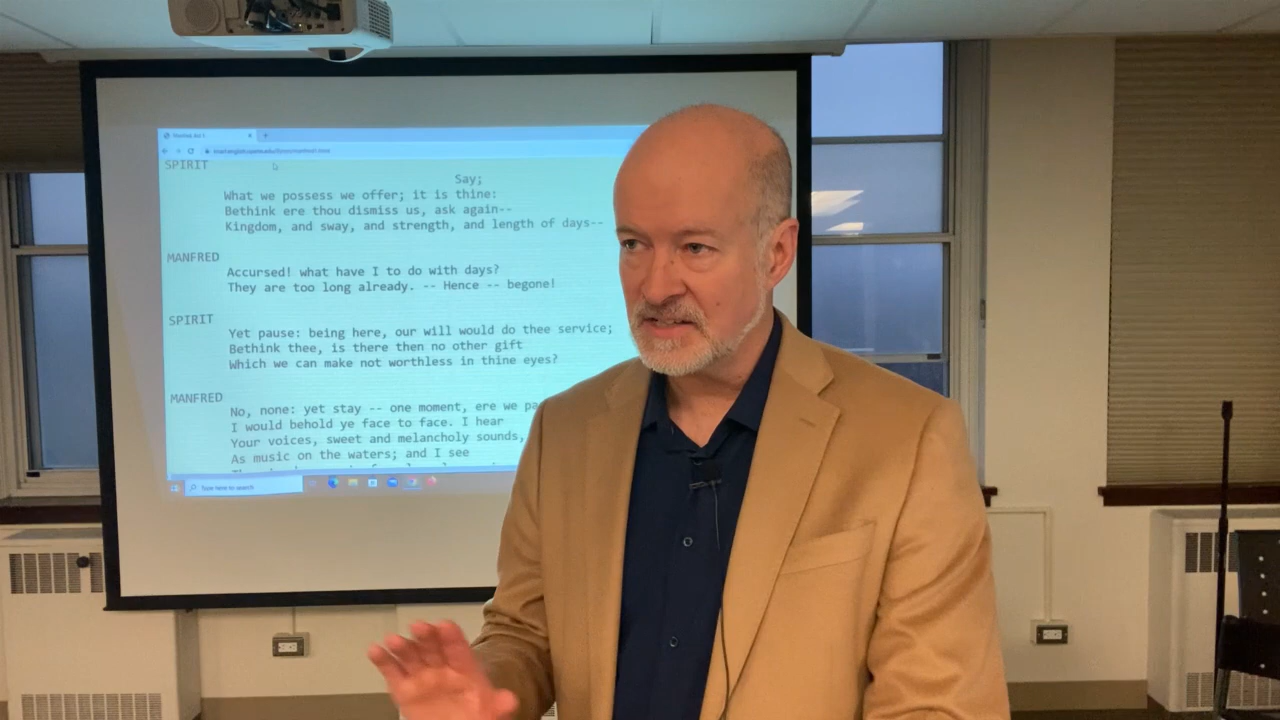 SPIRIT
Say;
What we possess we offer; it is thine:
Bethink ere thou dismiss us, ask again--
Kingdom, and sway, and strength, and length of days--
MANFRED
Accursed! what have I to do with days?
They are too long already. -- Hence -- begone!
SPIRIT
Yet pause: being here, our will would do thee service;
Bethink thee, is there then no other gift
Which we can make not worthless in thine eyes?
MANFRED
No, none: yet stay -- one moment, ere we pa
I would behold ye face to face. I hear
Your voices, sweet and melancholy sounds,
As music on the waters; and I see
Type here to search